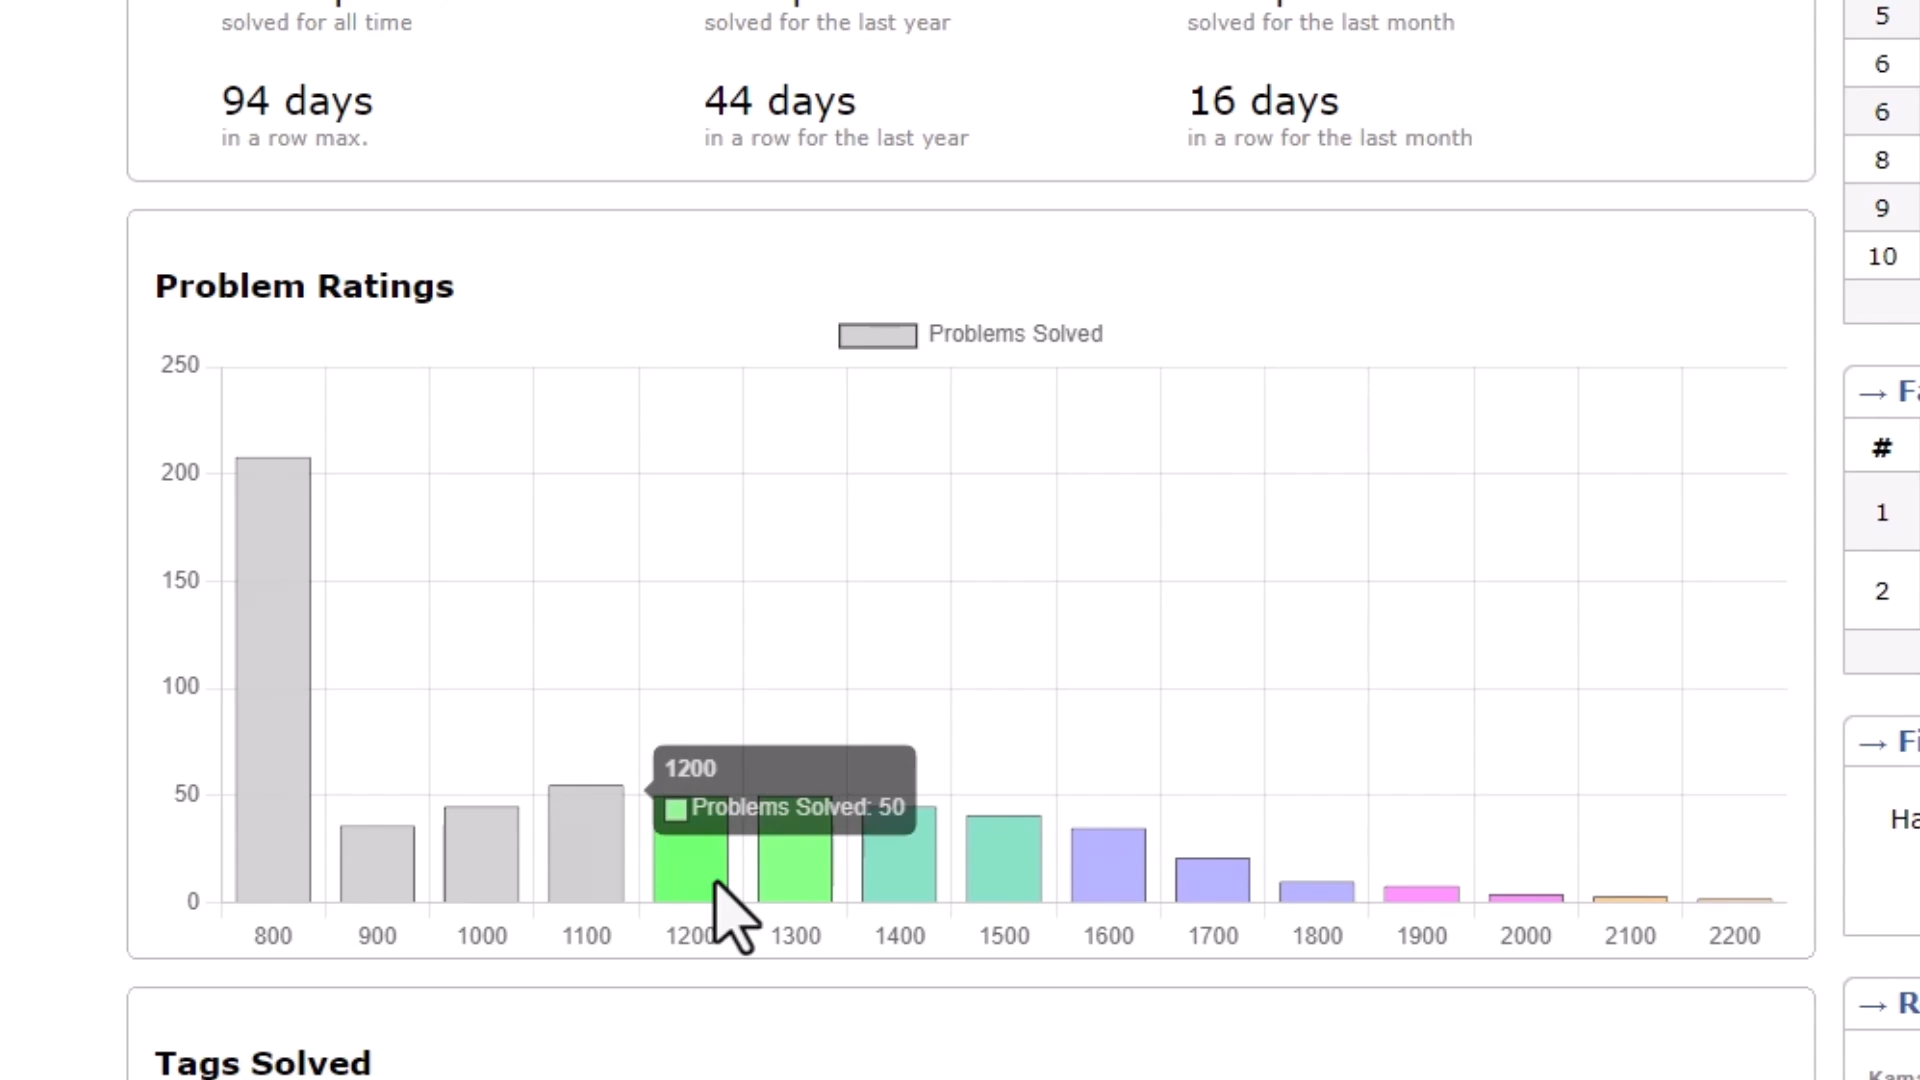 solved for all time
solved for the last year
solved for the last month
94 days
44 days
16 days
in a row max.
in a row for the last year
in a row for the last month
Problem Ratings
Problems Solved
250
200
150
100
50
0
1200
Problems Solved: 50
800 900 1000 1100 1200 1300 1400 1500 1600 1700 1800 1900 2000 2100 2200
Tags Solved
5
6
6
8
9
10
→ Fa
#
1
2
→ Fi
Ha
→ R